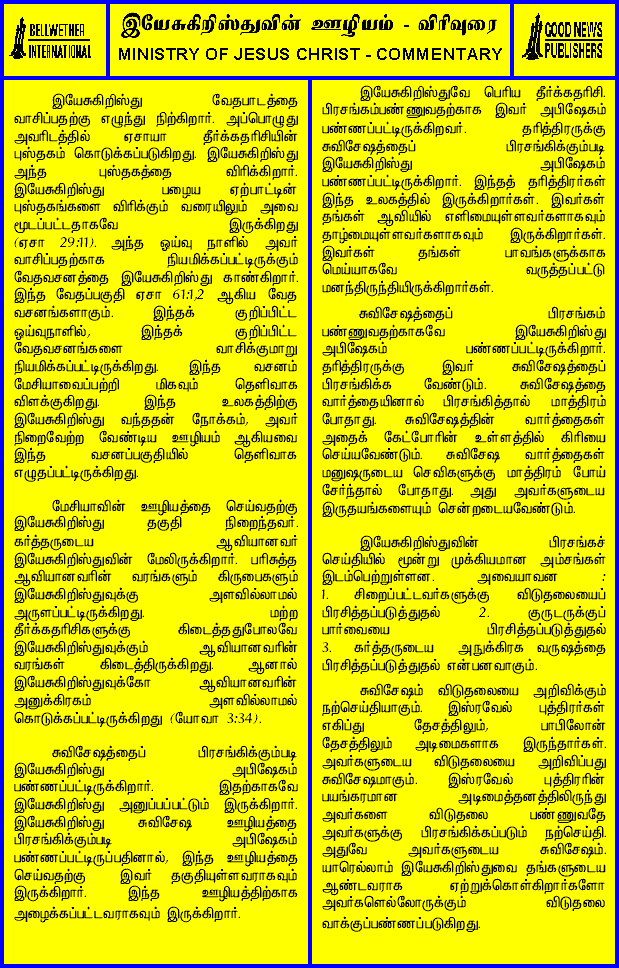 BELLWETHER
INTERNATIONAL
இயேசுகிறிஸ்துவின் ஊழியம் - விரிவுரை
MINISTRY OF JESUS CHRIST - COMMENTARY
GOOD NEWS
PUBLISHERS
இயேசுகிறிஸ்து வேதபாடத்தை
வாசிப்பதற்கு எழுந்து நிற்கிறார். அப்பொழுது
அவரிடத்தில் ஏசாயா தீர்க்கதரிசியின்
புஸ்தகம் கொடுக்கப்படுகிறது. இயேசுகிறிஸ்து
அந்த புஸ்தகத்தை விரிக்கிறார்.
இயேசுகிறிஸ்து பழைய ஏற்பாட்டின்
புஸ்தகங்களை விரிக்கும் வரையிலும் அவை
மூடப்பட்டதாகவே இருக்கிறது
(ஏசா 29:11). அந்த ஓய்வு நாளில் அவர்
வாசிப்பதற்காக நியமிக்கப்பட்டிருக்கும்
வேதவசனத்தை இயேசுகிறிஸ்து காண்கிறார்.
இந்த வேதப்பகுதி ஏசா 61:1,2 ஆகிய வேத
வசனங்களாகும். இந்தக் குறிப்பிட்ட
ஓய்வுநாளில், இந்தக் குறிப்பிட்ட
வேதவசனங்களை வாசிக்குமாறு
நியமிக்கப்பட்டிருக்கிறது. இந்த வசனம்
மேசியாவைப்பற்றி மிகவும் தெளிவாக
விளக்குகிறது. இந்த உலகத்திற்கு
இயேசுகிறிஸ்து வந்ததன் நோக்கம், அவர்
நிறைவேற்ற வேண்டிய ஊழியம் ஆகியவை
இந்த வசனப்பகுதியில் தெளிவாக
எழுதப்பட்டிருக்கிறது.
மேசியாவின் ஊழியத்தை செய்வதற்கு
இயேசுகிறிஸ்து தகுதி நிறைந்தவர்.
கர்த்தருடைய ஆவியானவர்
இயேசுகிறிஸ்துவின் மேலிருக்கிறார். பரிசுத்த
ஆவியானவரின் வரங்களும் கிருபைகளும்
இயேசுகிறிஸ்துவுக்கு அளவில்லாமல்
அருளப்பட்டிருக்கிறது. மற்ற
தீர்க்கதரிசிகளுக்கு கிடைத்ததுபோலவே
இயேசுகிறிஸ்துவுக்கும் ஆவியானவரின்
வரங்கள் கிடைத்திருக்கிறது. ஆனால்
இயேசுகிறிஸ்துவுக்கோ ஆவியானவரின்
அனுக்கிரகம் அளவில்லாமல்
கொடுக்கப்பட்டிருக்கிறது (யோவா 3:34).
சுவிசேஷத்தைப் பிரசங்கிக்கும்படி
இயேசுகிறிஸ்து அபிஷேகம்
பண்ணப்பட்டிருக்கிறார். இதற்காகவே
இயேசுகிறிஸ்து அனுப்பப்பட்டும் இருக்கிறார்.
இயேசுகிறிஸ்து சுவிசேஷ ஊழியத்தை
பிரசங்கிக்கும்படி அபிஷேகம்
பண்ணப்பட்டிருப்பதினால், இந்த ஊழியத்தை
செய்வதற்கு இவர் தகுதியுள்ளவராகவும்
இருக்கிறார். இந்த ஊழியத்திற்காக
அழைக்கப்பட்டவராகவும் இருக்கிறார்.
இயேசுகிறிஸ்துவே பெரிய தீர்க்கதரிசி.
பிரசங்கம்பண்ணுவதற்காக இவர் அபிஷேகம்
பண்ணப்பட்டிருக்கிறவர். தரித்திரருக்கு
சுவிசேஷத்தைப் பிரசங்கிக்கும்படி
இயேசுகிறிஸ்து அபிஷேகம்
பண்ணப்பட்டிருக்கிறார். இந்தத் தரித்திரர்கள்
இந்த உலகத்தில் இருக்கிறார்கள். இவர்கள்
தங்கள் ஆவியில் எளிமையுள்ளவர்களாகவும்
தாழ்மையுள்ளவர்களாகவும் இருக்கிறார்கள்.
இவர்கள் தங்கள் பாவங்களுக்காக
மெய்யாகவே வருத்தப்பட்டு
மனந்திருந்தியிருக்கிறார்கள்.
சுவிசேஷத்தைப் பிரசங்கம்
பண்ணுவதற்காகவே இயேசுகிறிஸ்து
அபிஷேகம் பண்ணப்பட்டிருக்கிறார்.
தரித்திரருக்கு இவர் சுவிசேஷத்தைப்
பிரசங்கிக்க வேண்டும். சுவிசேஷத்தை
வார்த்தையினால் பிரசங்கித்தால் மாத்திரம்
போதாது. சுவிசேஷத்தின் வார்த்தைகள்
அதைக் கேட்போரின் உள்ளத்தில் கிரியை
செய்யவேண்டும். சுவிசேஷ வார்த்தைகள்
மனுஷருடைய செவிகளுக்கு மாத்திரம் போய்
சேர்ந்தால் போதாது. அது அவர்களுடைய
இருதயங்களையும் சென்றடையவேண்டும்.
இயேசுகிறிஸ்துவின் பிரசங்கச்
செய்தியில் மூன்று முக்கியமான அம்சங்கள்
இடம்பெற்றுள்ளன. அவையாவன :
1. சிறைப்பட்டவர்களுக்கு விடுதலையைப்
பிரசித்தப்படுத்துதல் 2. குருடருக்குப்
பார்வையை பிரசித்தப்படுத்துதல்
3. கர்த்தருடைய அநுக்கிரக வருஷத்தை
பிரசித்தப்படுத்துதல் என்பனவாகும்.
சுவிசேஷம் விடுதலையை அறிவிக்கும்
நற்செய்தியாகும். இஸ்ரவேல் புத்திரர்கள்
எகிப்து தேசத்திலும், பாபிலோன்
தேசத்திலும் அடிமைகளாக இருந்தார்கள்.
அவர்களுடைய விடுதலையை அறிவிப்பது
சுவிசேஷமாகும். இஸ்ரவேல் புத்திரரின்
பயங்கரமான அடிமைத்தனத்திலிருந்து
அவர்களை விடுதலை பண்ணுவதே
அவர்களுக்கு பிரசங்கிக்கப்படும் நற்செய்தி.
அதுவே அவர்களுடைய சுவிசேஷம்.
யாரெல்லாம் இயேசுகிறிஸ்துவை தங்களுடைய
ஆண்டவராக ஏற்றுக்கொள்கிறார்களோ
அவர்களெல்லோருக்கும் விடுதலை
வாக்குப்பண்ணப்படுகிறது.